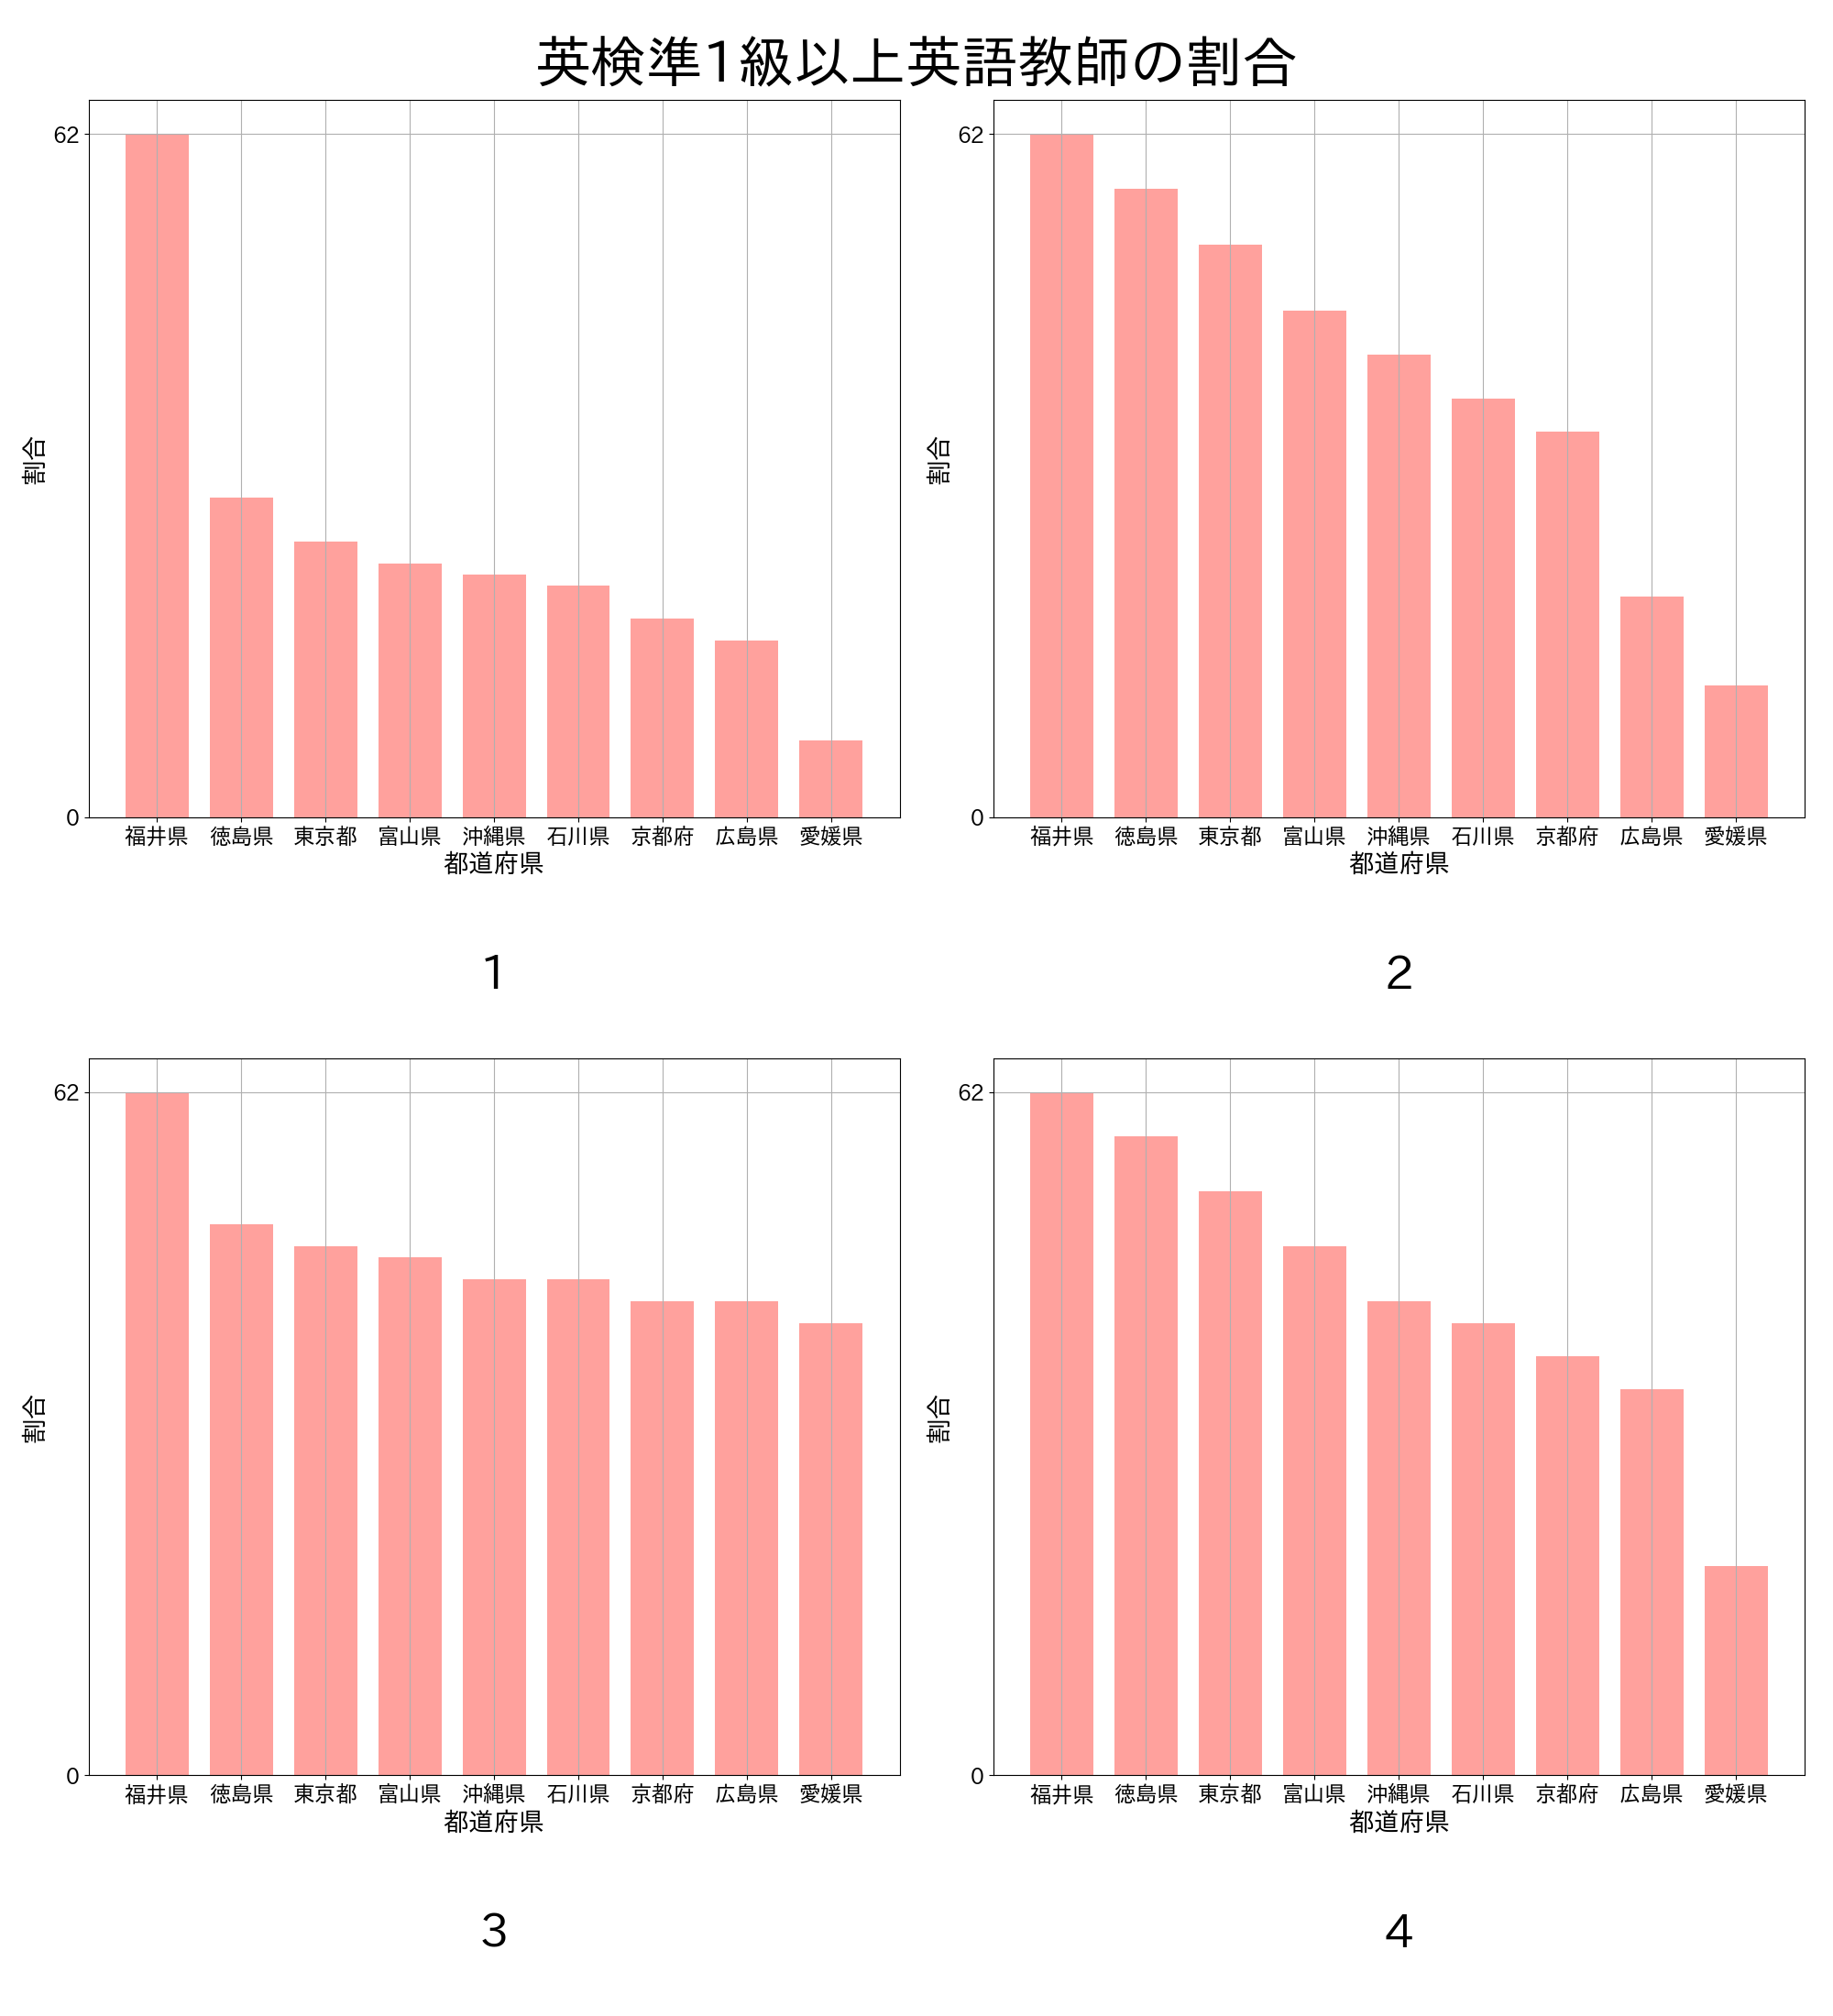 英検準1級以上英語教師の割合
62
0
割合
福井県 徳島県 東京都 富山県 沖縄県 石川県 京都府 広島県 愛媛県
都道府県
1
62
0
割合
福井県 徳島県 東京都 富山県 沖縄県 石川県 京都府 広島県 愛媛県
都道府県
2
62
0
割合
福井県 徳島県 東京都 富山県 沖縄県 石川県 京都府 広島県 愛媛県
都道府県
3
62
0
割合
福井県 徳島県 東京都 富山県 沖縄県 石川県 京都府 広島県 愛媛県
都道府県
4